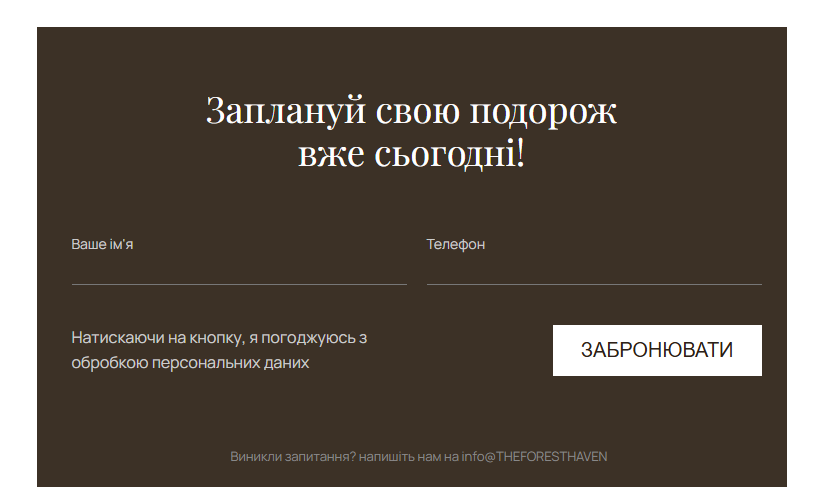 Заплануй свою подорож
вже сьогодні!
Ваше ім'я
Телефон
Натискаючи на кнопку, я погоджуюсь з
обробкою персональних даних
ЗАБРОНЮВАТИ
Виникли запитання? напишіть нам на info@THEFORESTHAVEN